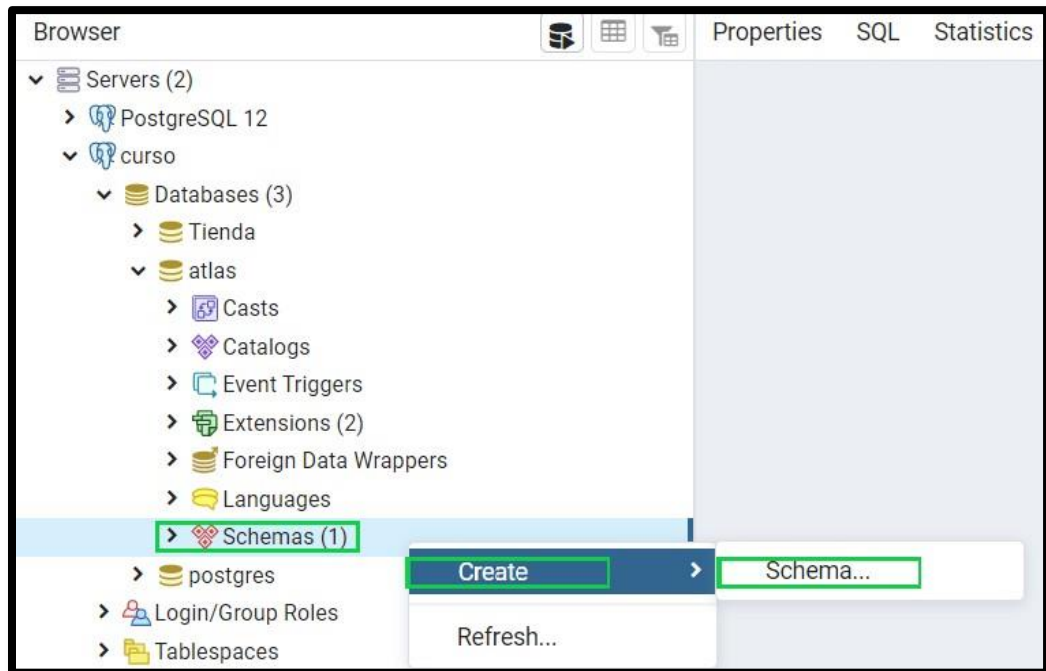 Browser
Properties SQL Statistics
Servers (2)
PostgreSQL 12
curso
Databases (3)
Tienda
atlas
Casts
Catalogs
Event Triggers
Extensions (2)
Foreign Data Wrappers
Languages
Schemas (1)
postgres
Login/Group Roles
Tablespaces
Create
Refresh...
Schema...